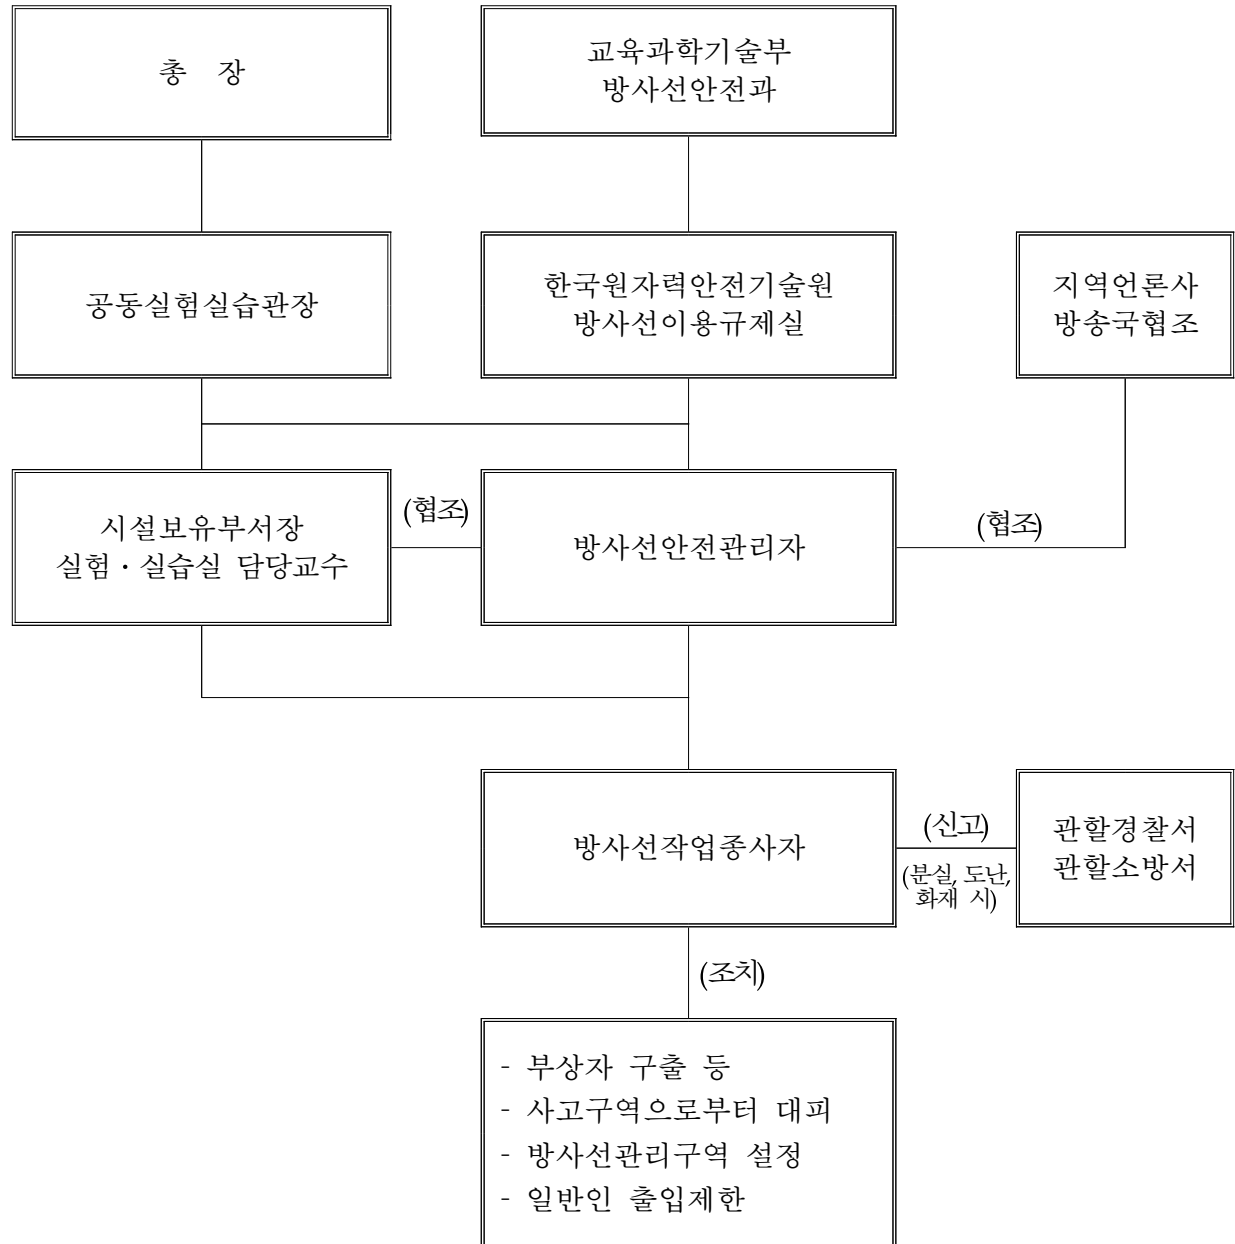 총 장
교육과학기술부
방사선안전과
공동실험실습관장
한국원자력안전기술원
방사선이용규제실
지역언론사
방송국협조
시설보유부서장
실험·실습실 담당교수
(협조)
방사선안전관리자
(협조)
방사선작업종사자
(신고)
(분실, 도난,
화재 시)
관할경찰서
관할소방서
(조치)
- 부상자 구출 등
- 사고구역으로부터 대피
- 방사선관리구역 설정
- 일반인 출입제한